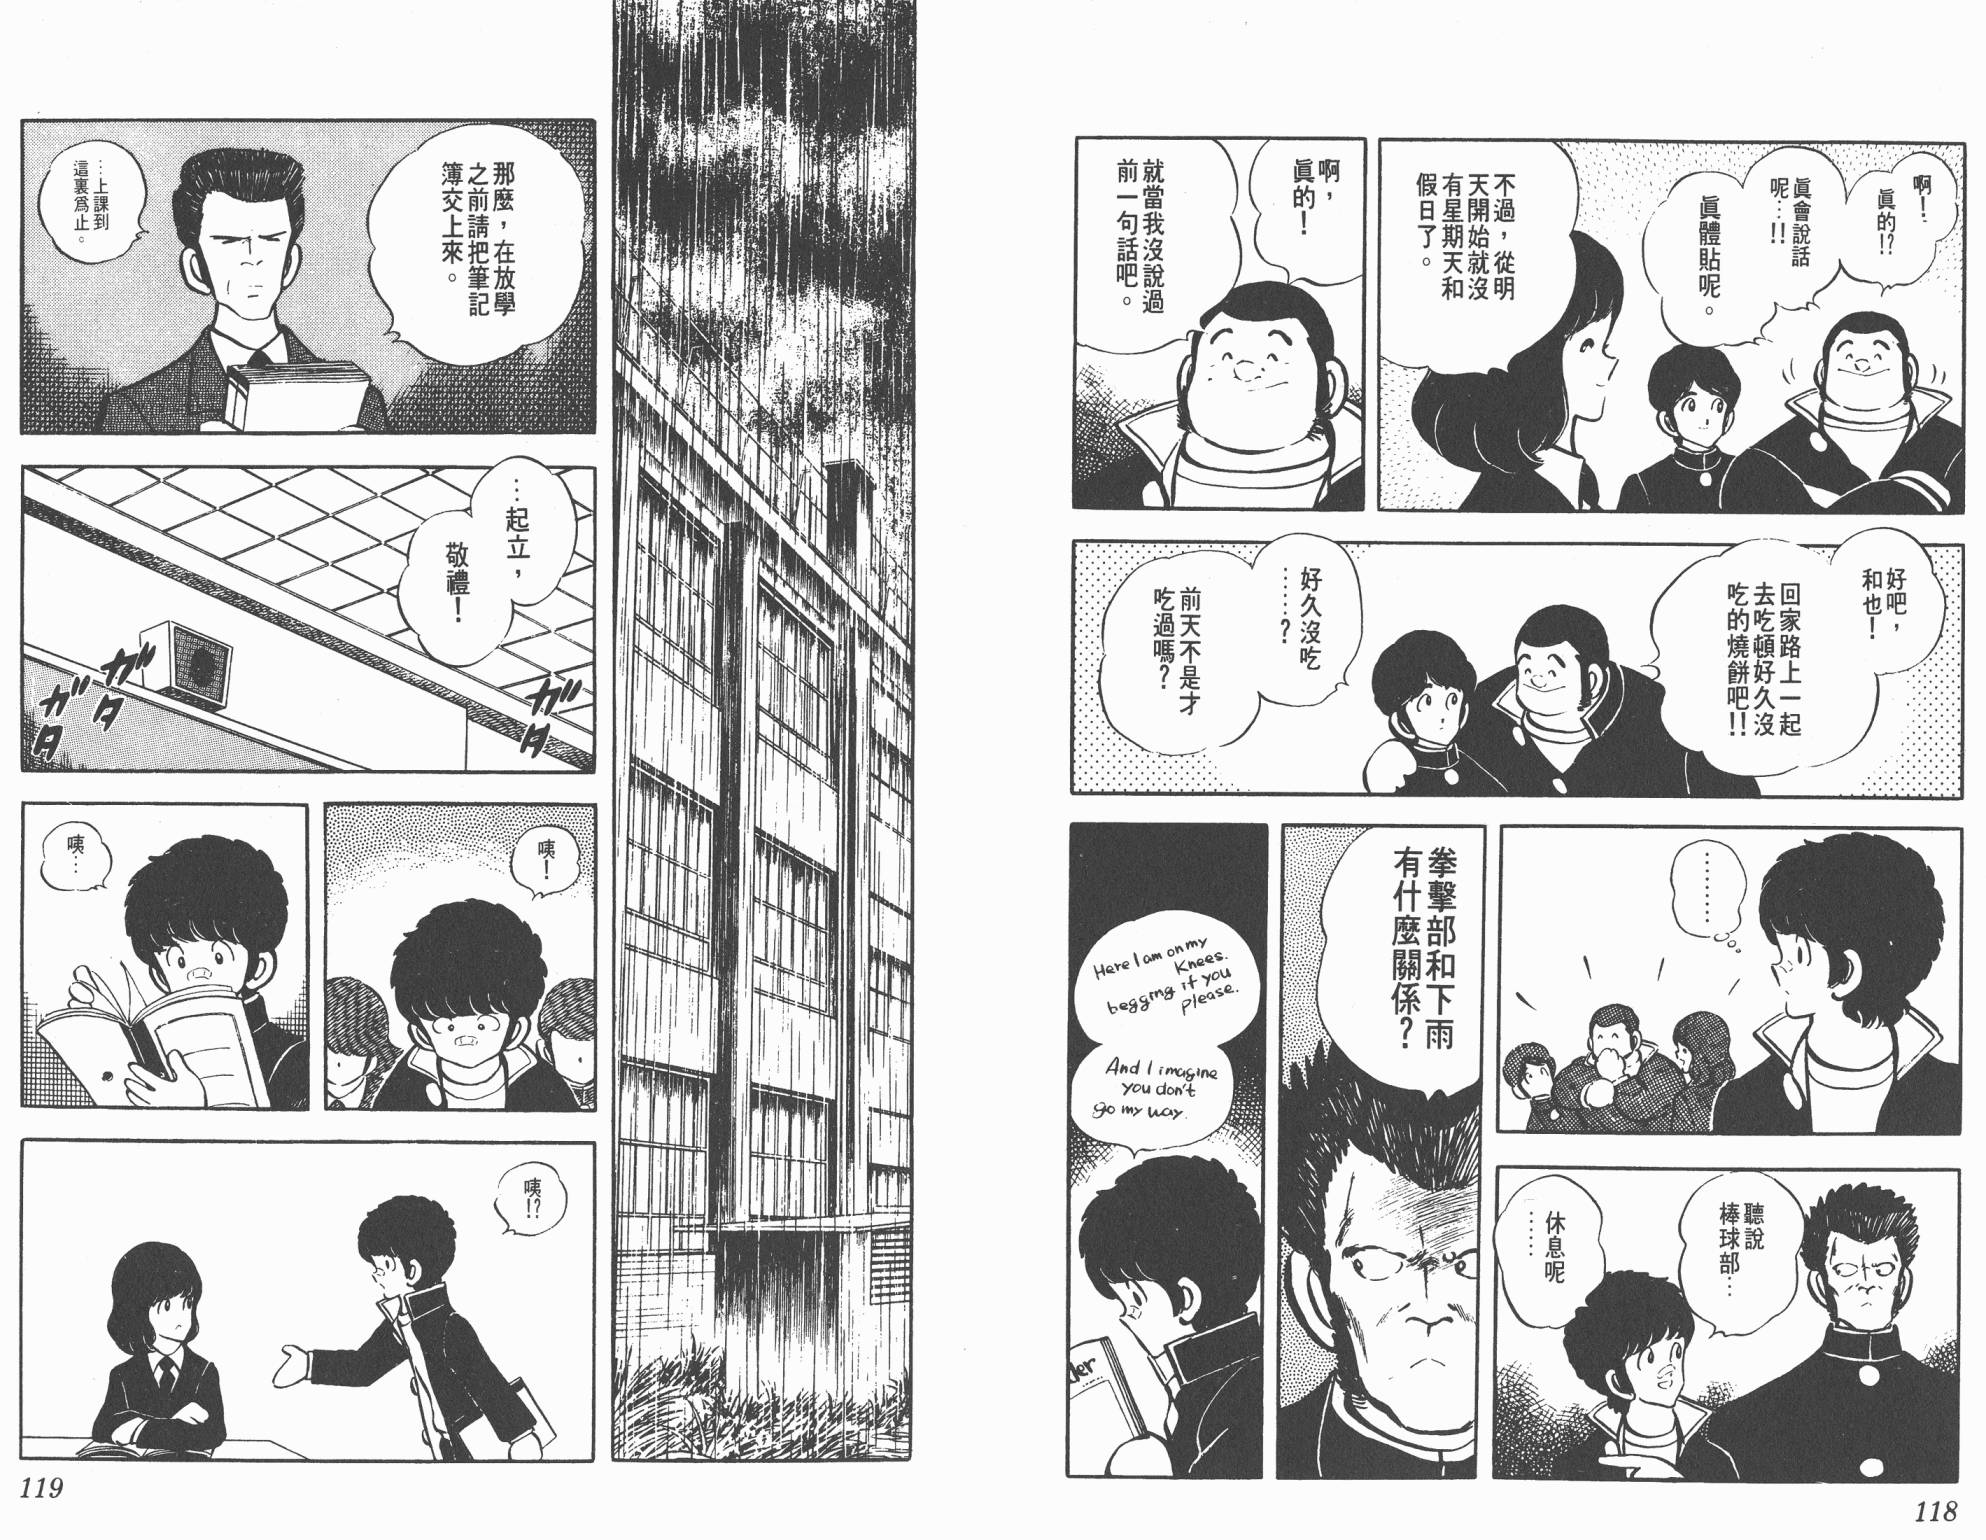 啊！
真的!?
眞會說話
呢…!!
眞體貼呢。
不過，從明
天開始就沒
有星期天和
假日了。
啊，
眞的！
就當我沒說過
前一句話吧。
好吧，
和也！
回家路上一起
去吃頓好久沒
吃的燒餅吧!!
好久沒吃
……?
前天不是才
吃過嗎？
………
聽說
棒球部…
休息呢
……
拳擊部和下雨
有什麼關係？
Here I am on my
Knees.
begging if you
please.
And I imagine
you don't
go my way.
der
118
那麼，在放學
之前請把筆記
簿交上來。
…上課到
這裏爲止。
…起立，
敬禮！
ガタ
ガタ
ガタ
咦！
咦…
咦!?
119